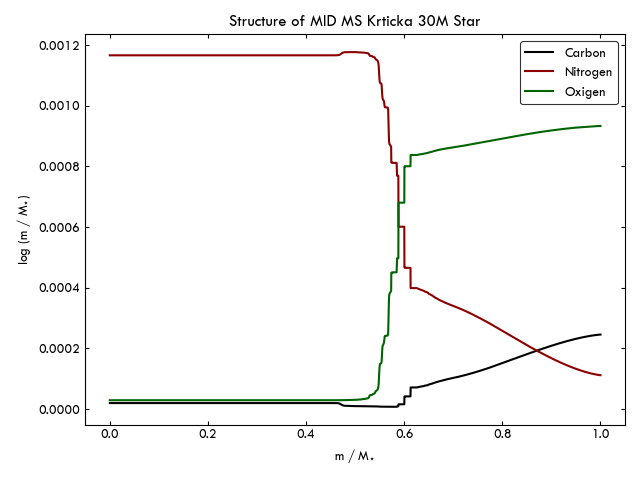 Structure of MID MS Krticka 30M Star
Carbon
Nitrogen
Oxigen
log (m / M⋆)
0.0012
0.0010
0.0008
0.0006
0.0004
0.0002
0.0000
0.0 0.2 0.4 0.6 0.8 1.0
m / M⋆